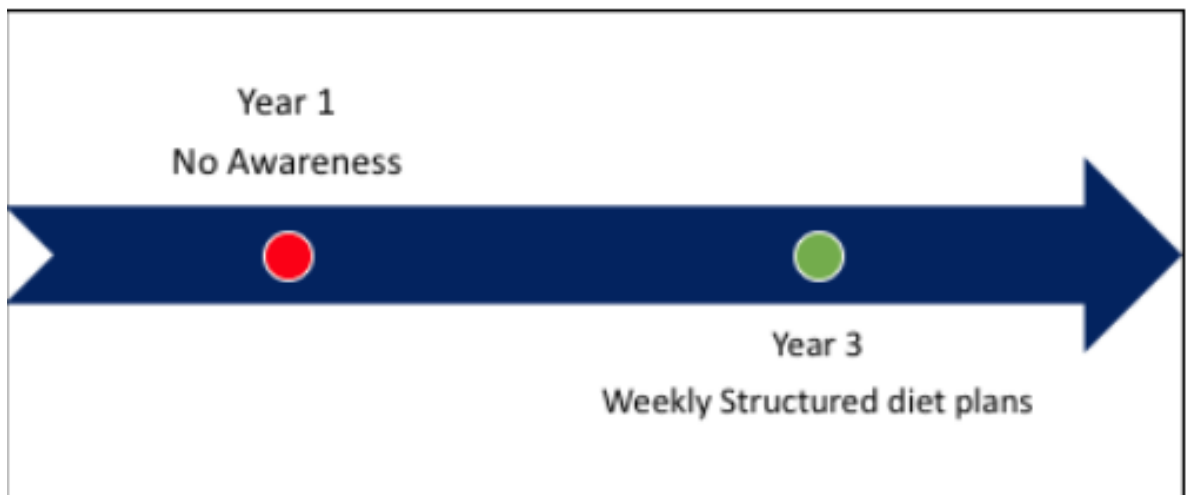 Year 1
No Awareness
Year 3
Weekly Structured diet plans